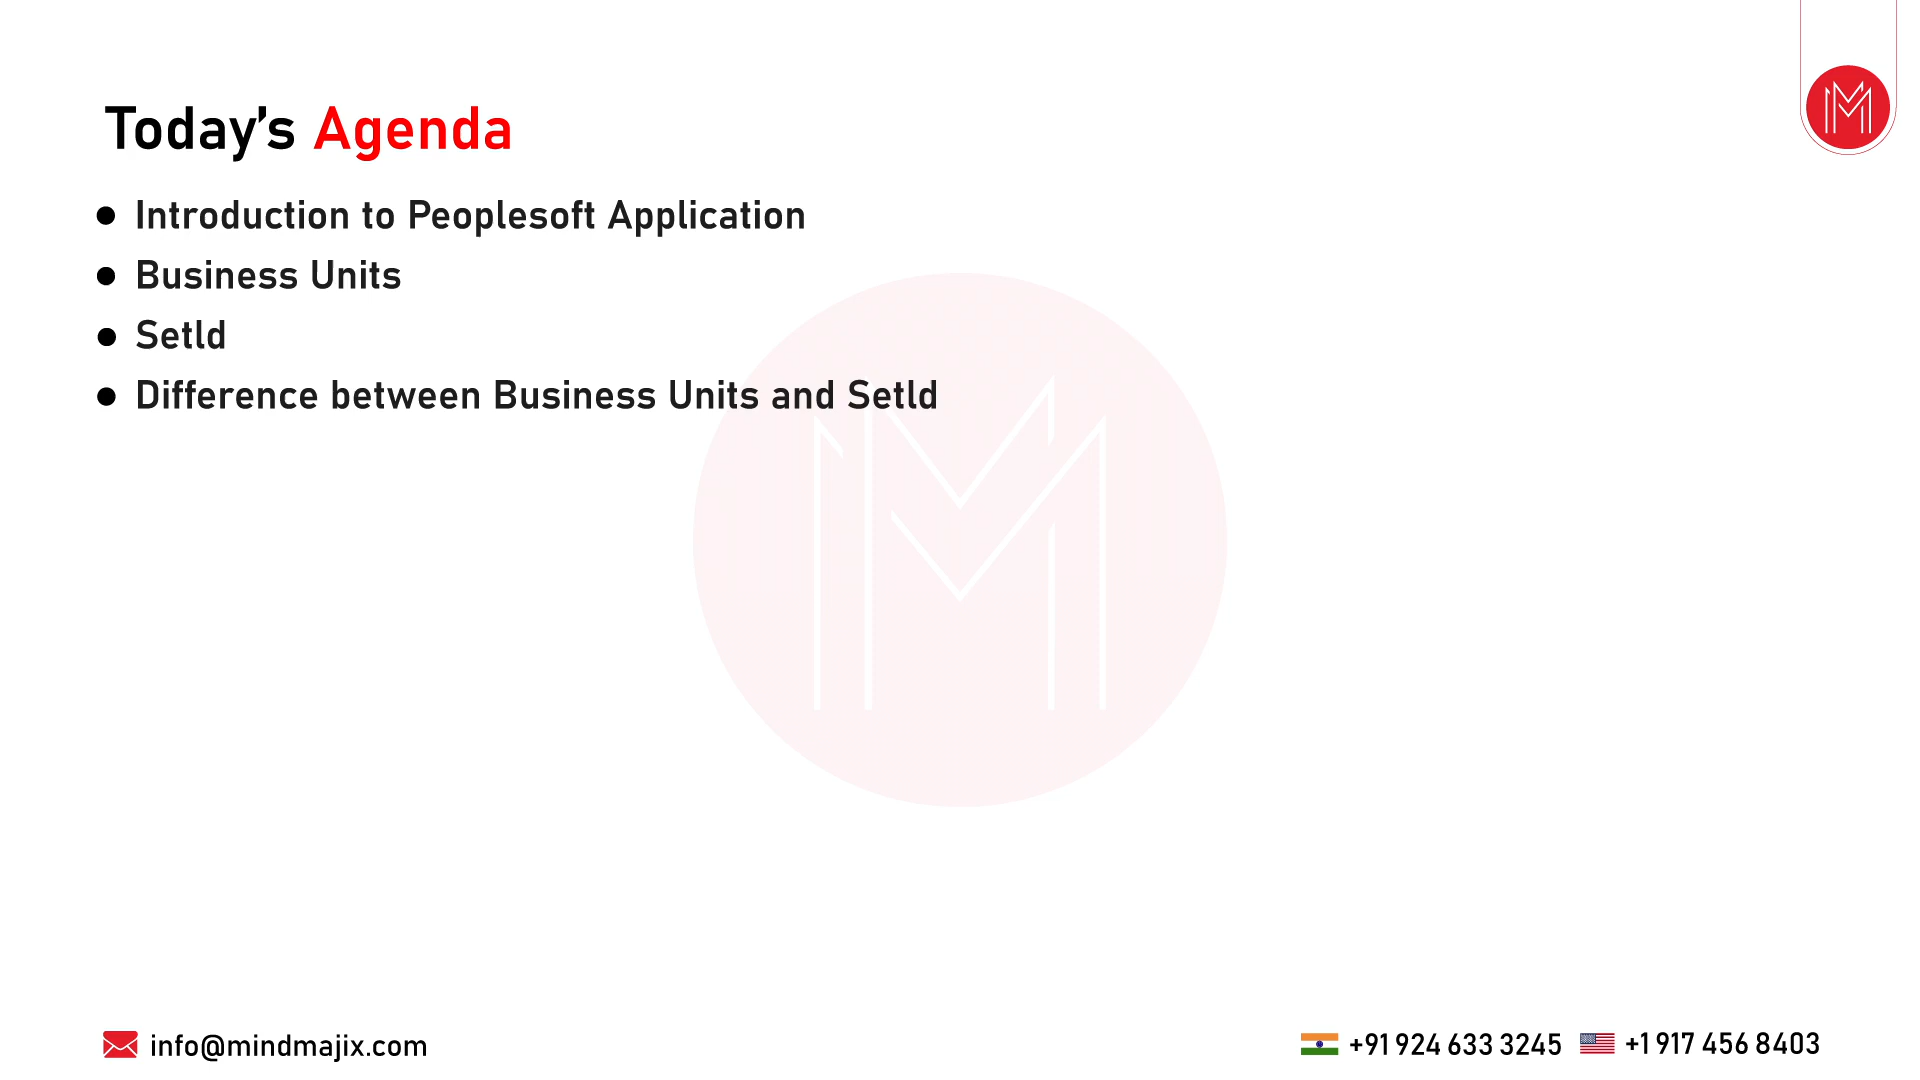 Today’s Agenda
● Introduction to Peoplesoft Application
● Business Units
● SetId
● Difference between Business Units and SetId
info@mindmajix.com
+91 924 633 3245
+1 917 456 8403